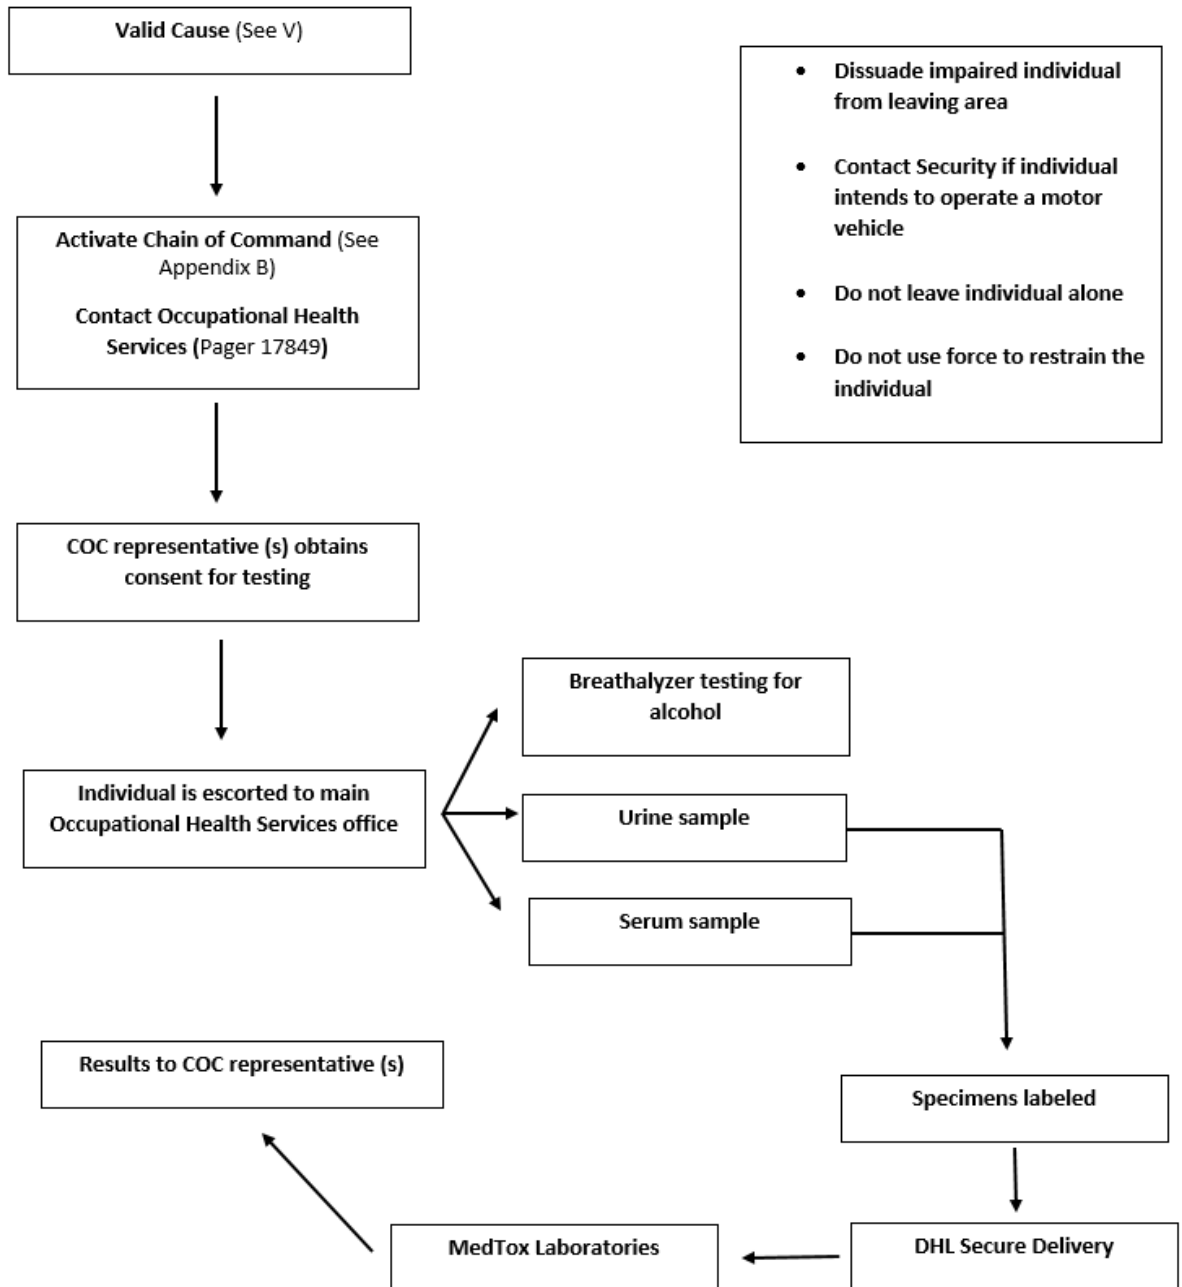 Valid Cause (See V)
• Dissuade impaired individual
from leaving area
• Contact Security if individual
intends to operate a motor
vehicle
• Do not leave individual alone
• Do not use force to restrain the
individual
Activate Chain of Command (See
Appendix B)
Contact Occupational Health
Services (Pager 17849)
COC representative (s) obtains
consent for testing
Individual is escorted to main
Occupational Health Services office
Breathalyzer testing for
alcohol
Urine sample
Serum sample
Specimens labeled
DHL Secure Delivery
MedTox Laboratories
Results to COC representative (s)